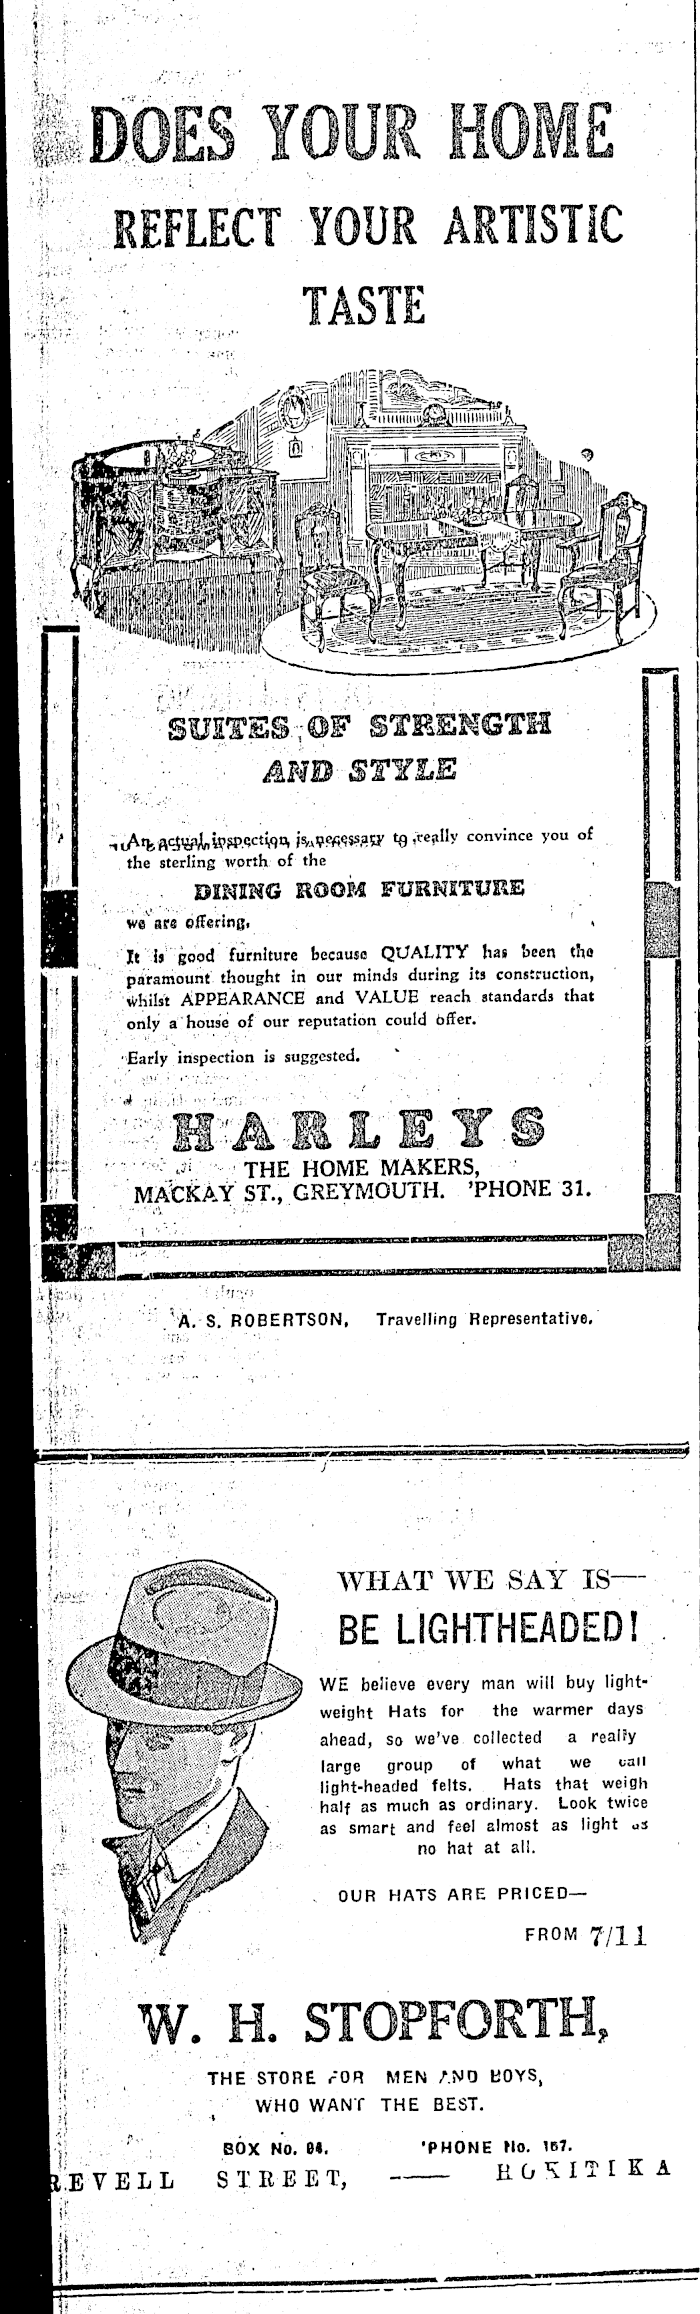 DOES YOUR HOME
REFLECT YOUR ARTISTIC
TASTE
SUITES OF STRENGTH
AND STYLE
An actual inspection is necessary to really convince you of
the sterling worth of the
DINING ROOM FURNITURE
we are offering.
It is good furniture because QUALITY has been the
paramount thought in our minds during its construction,
whilst APPEARANCE and VALUE reach standards that
only a house of our reputation could offer.
Early inspection is suggested.
HARLEYS
THE HOME MAKERS,
MACKAY ST., GREYMOUTH. 'PHONE 31.
A. S. ROBERTSON, Travelling Representative.
WHAT WE SAY IS—
BE LIGHTHEADED!
WE believe every man will buy light-
weight Hats for the warmer days
ahead, so we've collected a really
large group of what we call
light-headed felts. Hats that weigh
half as much as ordinary. Look twice
as smart and feel almost as light as
no hat at all.
OUR HATS ARE PRICED—
FROM 7/11
W. H. STOPFORTH,
THE STORE FOR MEN AND BOYS,
WHO WANT THE BEST.
BOX No. 'PHONE No. 167.
REVELL STREET, —— HOKITIKA